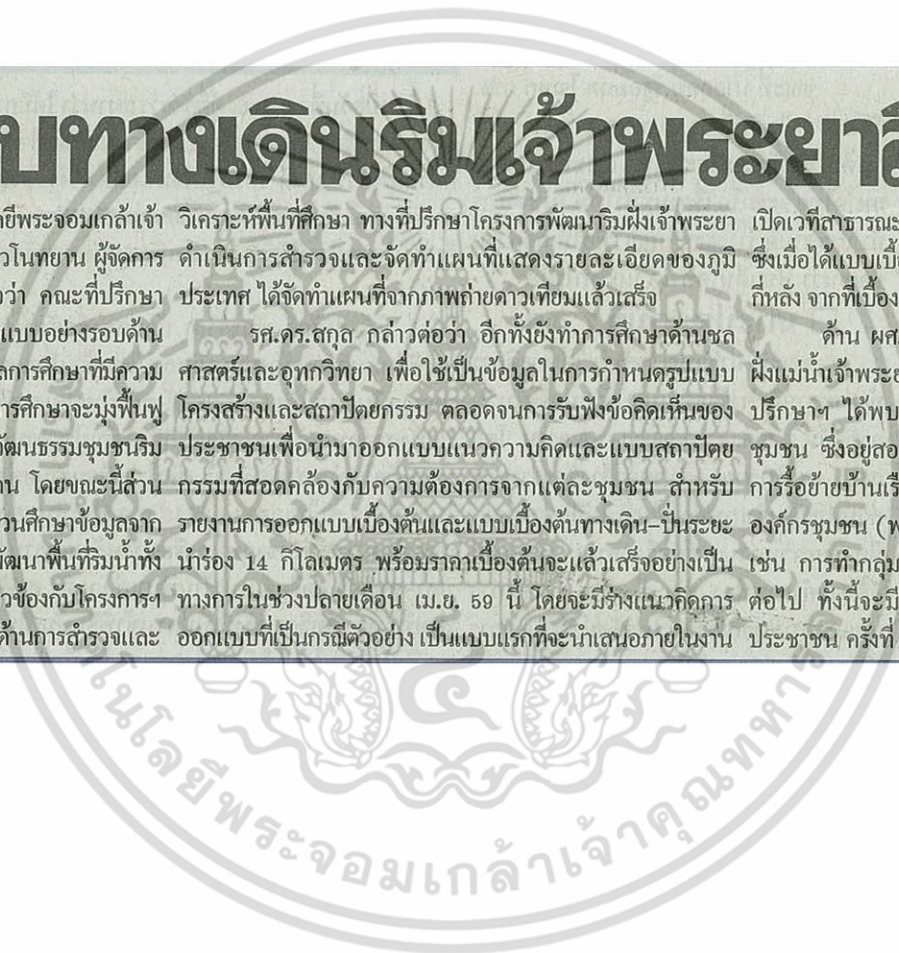 บทางเดินริมเจ้าพระยา
ายีพระจอมเกล้าเจ้า
วโนทยาน ผู้จัดการ
ว่า คณะที่ปรึกษา
แบบอย่างรอบด้าน
ลการศึกษาที่มีความ
ารศึกษาจะมุ่งฟื้นฟู
วัฒนธรรมชุมชนริม
าน โดยขณะนี้ส่วน
วนศึกษาข้อมูลจาก
พัฒนาพื้นที่ริมน้ำทั้ง
วข้องกับโครงการฯ
ด้านการสำรวจและ
วิเคราะห์พื้นที่ศึกษา ทางที่ปรึกษาโครงการพัฒนาริมฝั่งเจ้าพระยา
ดำเนินการสำรวจและจัดทำแผนที่แสดงรายละเอียดของภูมิ
ประเทศ ได้จัดทำแผนที่จากภาพถ่ายดาวเทียมแล้วเสร็จ
รศ.ดร.สกุล กล่าวต่อว่า อีกทั้งยังทำการศึกษาด้านชล
ศาสตร์และอุทกวิทยา เพื่อใช้เป็นข้อมูลในการกำหนดรูปแบบ
โครงสร้างและสถาปัตยกรรม ตลอดจนการรับฟังข้อคิดเห็นของ
ประชาชนเพื่อนำมาออกแบบแนวความคิดและแบบสถาปัตย
กรรมที่สอดคล้องกับความต้องการจากแต่ละชุมชน สำหรับ
รายงานการออกแบบเบื้องต้นและแบบเบื้องต้นทางเดิน-ปั่นระยะ
นำร่อง 14 กิโลเมตร พร้อมราคาเบื้องต้นจะแล้วเสร็จอย่างเป็น
ทางการในช่วงปลายเดือน เม.ย. 59 นี้ โดยจะมีร่างแนวคิดการ
ออกแบบที่เป็นกรณีตัวอย่าง เป็นแบบแรกที่จะนำเสนอภายในงาน
เปิดเวทีสาธารณะ
ซึ่งเมื่อได้แบบเบื้
กี่หลัง จากที่เบื้อง
ด้าน ผศ.
ฝั่งแม่น้ำเจ้าพระย
ปรึกษาฯ ได้พบ
ชุมชน ซึ่งอยู่สอ
การรื้อย้ายบ้านเรื
องค์กรชุมชน (พ
เช่น การทำกลุ่ม
ต่อไป ทั้งนี้จะมี
ประชาชน ครั้งที่
๔
นโลยีพระจอมเกล้าเจ้าคุณทหาร